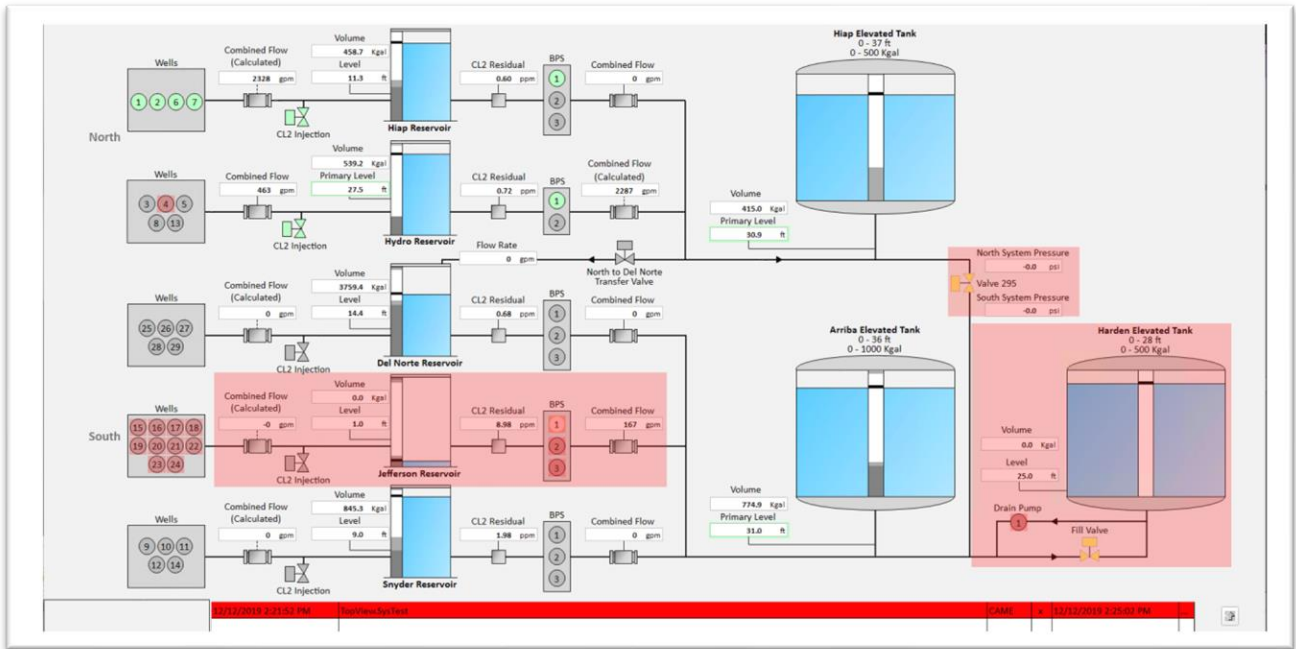 North
Wells
1 2 6 7
Combined Flow
(Calculated)
2328 gpm
CL2 Injection
Volume
458.7 Kgal
Level
11.3 ft
Hiap Reservoir
CL2 Residual
0.60 ppm
BPS
1
2
3
Combined Flow
0 gpm
Hiap Elevated Tank
0 - 37 ft
0 - 500 Kgal
Volume
415.0 Kgal
Primary Level
30.9 ft
Wells
3 4 5
8 13
Combined Flow
463 gpm
CL2 Injection
Volume
539.2 Kgal
Primary Level
27.5 ft
Hydro Reservoir
CL2 Residual
0.72 ppm
BPS
1
2
Combined Flow
(Calculated)
2287 gpm
Flow Rate
0 gpm
North to Del Norte
Transfer Valve
North System Pressure
-0.0 psi
Valve 295
South System Pressure
-0.0 psi
South
Wells
25 26 27
28 29
Combined Flow
(Calculated)
0 gpm
CL2 Injection
Volume
3759.4 Kgal
Level
14.4 ft
Del Norte Reservoir
CL2 Residual
0.68 ppm
BPS
1
2
3
Combined Flow
0 gpm
Arriba Elevated Tank
0 - 36 ft
0 - 1000 Kgal
Volume
774.9 Kgal
Primary Level
31.0 ft
Harden Elevated Tank
0 - 28 ft
0 - 500 Kgal
Volume
0.0 Kgal
Level
25.0 ft
Drain Pump
1
Fill Valve
Wells
15 16 17 18
19 20 21 22
23 24
Combined Flow
(Calculated)
-0 gpm
CL2 Injection
Volume
0.0 Kgal
Level
1.0 ft
Jefferson Reservoir
CL2 Residual
8.98 ppm
BPS
1
2
3
Combined Flow
167 gpm
Wells
9 10 11
12 14
Combined Flow
(Calculated)
0 gpm
CL2 Injection
Volume
845.3 Kgal
Level
9.0 ft
Snyder Reservoir
CL2 Residual
1.98 ppm
BPS
1
2
3
Combined Flow
0 gpm
12/12/2019 2:21:52 PM TopView.SysTest CAME x 12/12/2019 2:25:02 PM ...